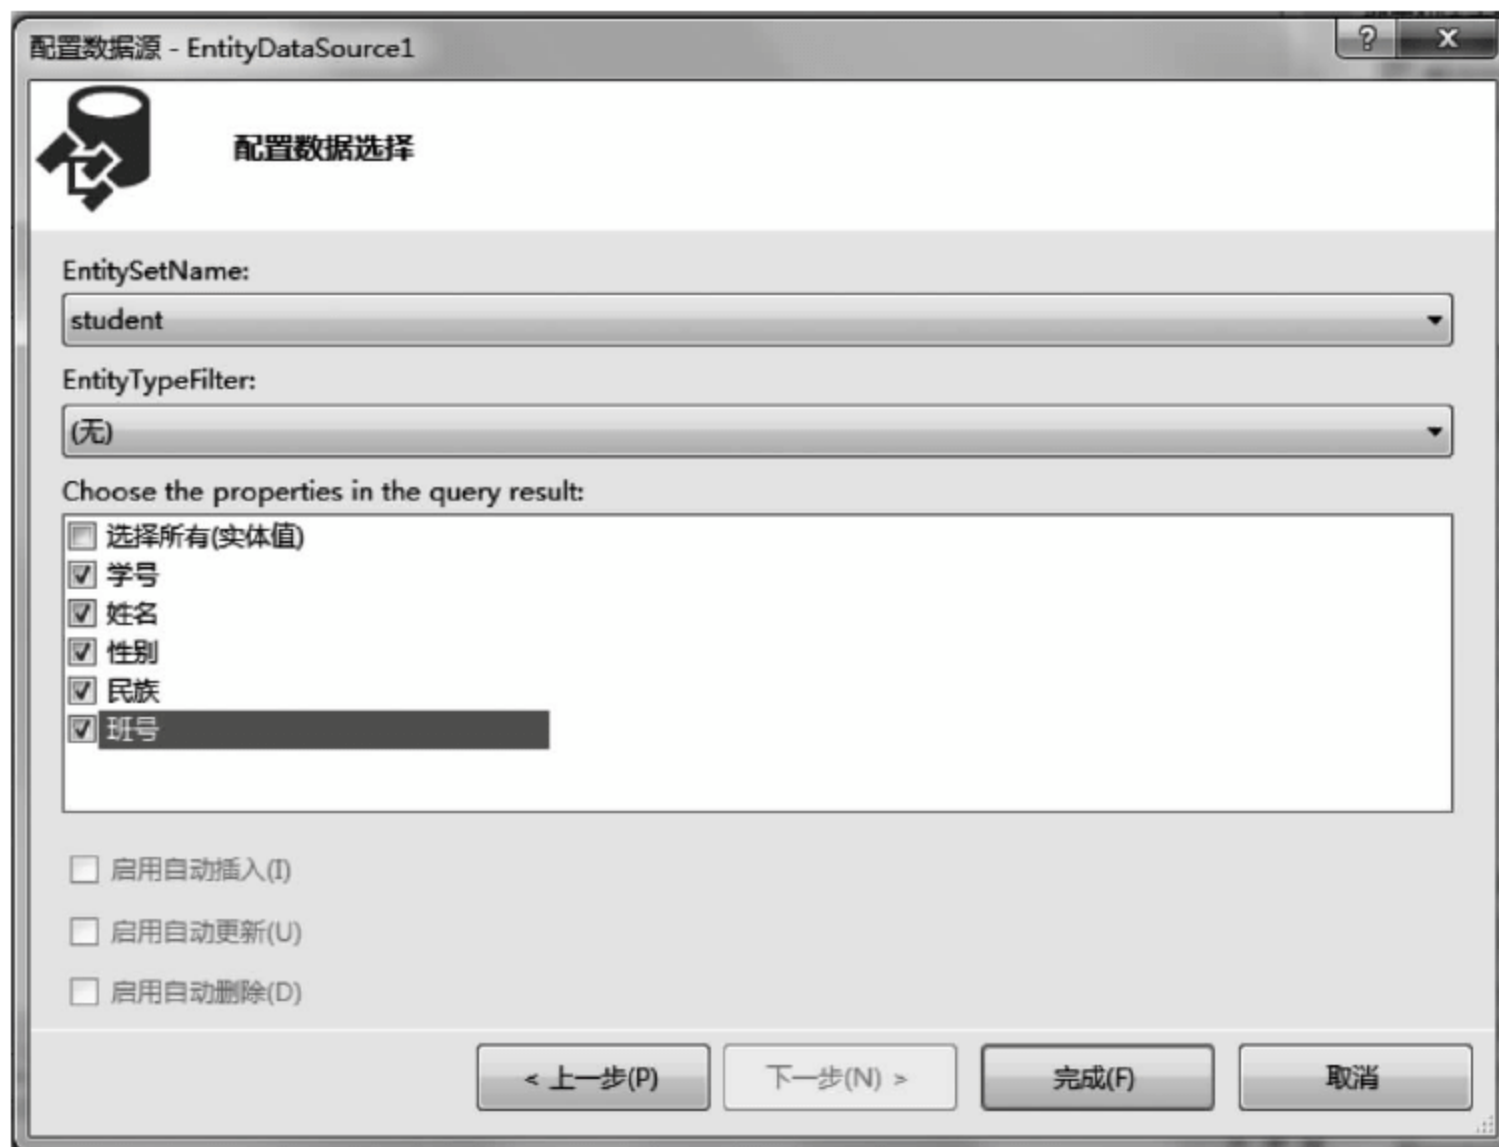 配置数据源 - EntityDataSource1
配置数据选择
EntitySetName:
student
EntityTypeFilter:
(无)
Choose the properties in the query result:
选择所有(实体值)
学号
姓名
性别
民族
班号
启用自动插入(I)
启用自动更新(U)
启用自动删除(D)
< 上一步(P)
下一步(N) >
完成(F)
取消